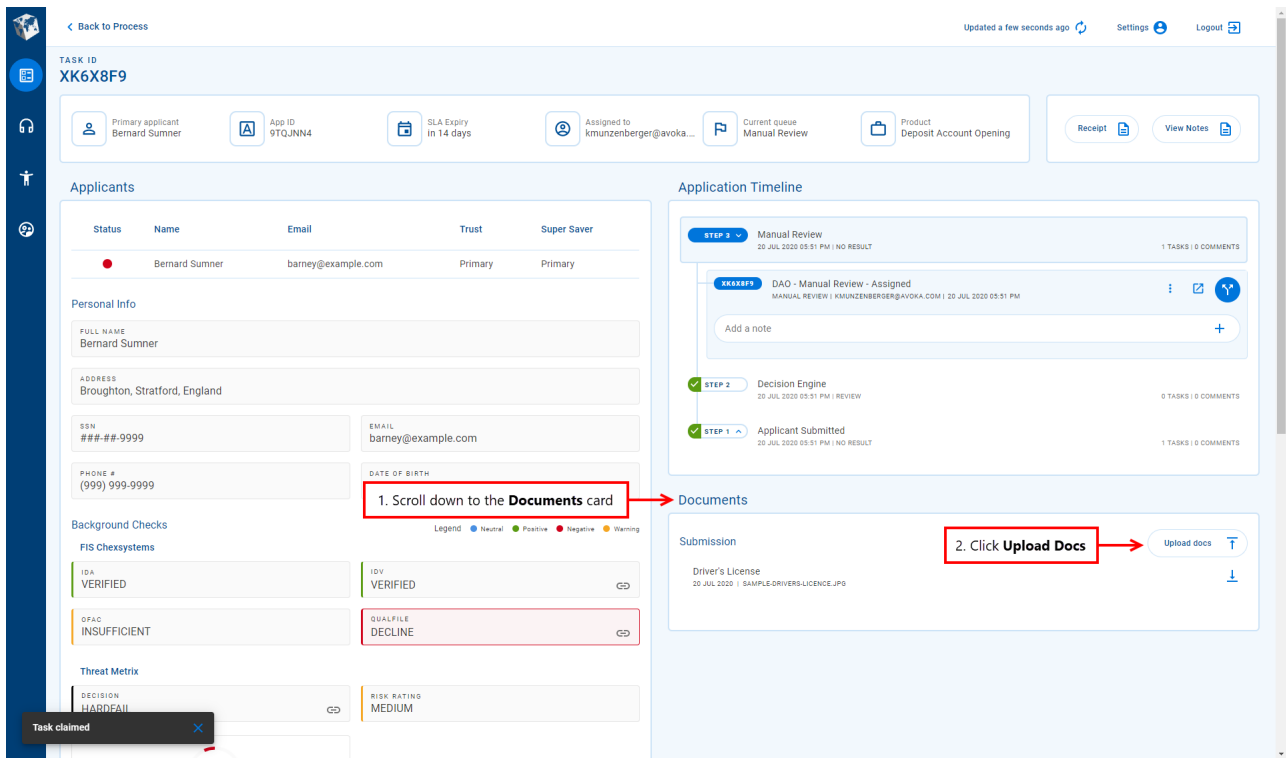 Back to Process
Updated a few seconds ago
Settings
Logout
TASK ID
XK6X8F9
Primary applicant
Bernard Sumner
App ID
9TQJNN4
SLA Expiry
in 14 days
Assigned to
kmunzenberger@avoka...
Current queue
Manual Review
Product
Deposit Account Opening
Receipt
View Notes
Applicants
Status Name Email Trust Super Saver
Bernard Sumner barney@example.com Primary Primary
Personal Info
FULL NAME
Bernard Sumner
ADDRESS
Broughton, Stratford, England
SSN
###-##-9999
EMAIL
barney@example.com
PHONE #
(999) 999-9999
DATE OF BIRTH
1. Scroll down to the Documents card
Background Checks
Legend Neutral Positive Negative Warning
FIS Chexsystems
IDA
VERIFIED
IDV
VERIFIED
OFAC
INSUFFICIENT
QUALIFILE
DECLINE
Threat Metrix
DECISION
HARDFAIL
RISK RATING
MEDIUM
Task claimed
Application Timeline
STEP 3 Manual Review
20 JUL 2020 05:51 PM | NO RESULT
1 TASKS | 0 COMMENTS
XK6X8F9 DAO - Manual Review - Assigned
MANUAL REVIEW | KMUNZENBERGER@AVOKA.COM | 20 JUL 2020 05:51 PM
Add a note
STEP 2 Decision Engine
20 JUL 2020 05:51 PM | REVIEW
0 TASKS | 0 COMMENTS
STEP 1 Applicant Submitted
20 JUL 2020 05:51 PM | NO RESULT
1 TASKS | 0 COMMENTS
Documents
Submission
2. Click Upload Docs
Upload docs
Driver's License
20 JUL 2020 | SAMPLE-DRIVERS-LICENCE.JPG